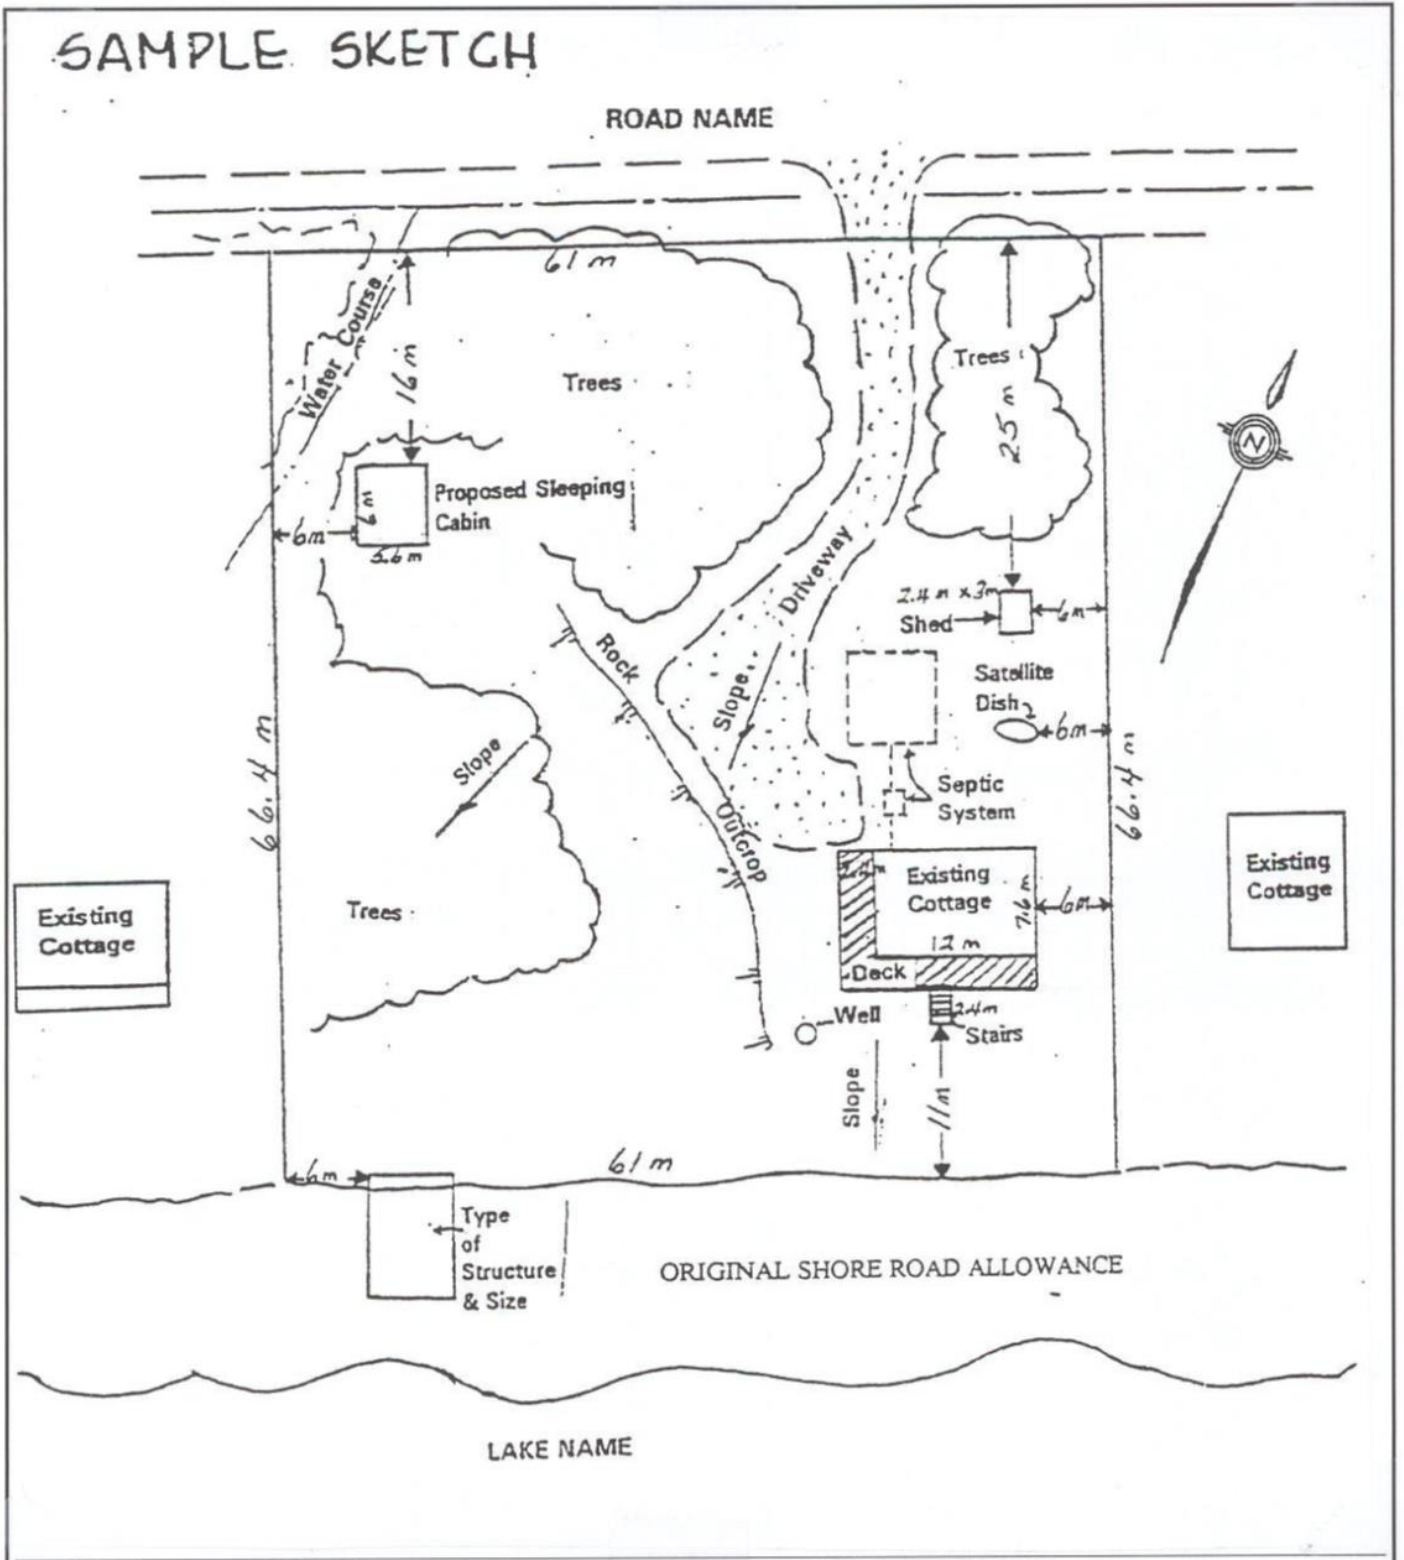 SAMPLE SKETCH
ROAD NAME
61 m
Water Course
16 m
Trees
Trees
25 m
N
Proposed Sleeping
Cabin
6 m
6m
5.6 m
Driveway
2.4 m x 3m
Shed
6m
Rock
Outcrop
Slope
Satellite
Dish
6m
Slope
66.4 m
66.4 m
Septic
System
Existing
Cottage
Existing
Cottage
7.6 m
6m
12 m
Existing
Cottage
Trees
Deck
2.4m
Stairs
Well
Slope
11m
6m
61 m
Type
of
Structure
& Size
ORIGINAL SHORE ROAD ALLOWANCE
LAKE NAME